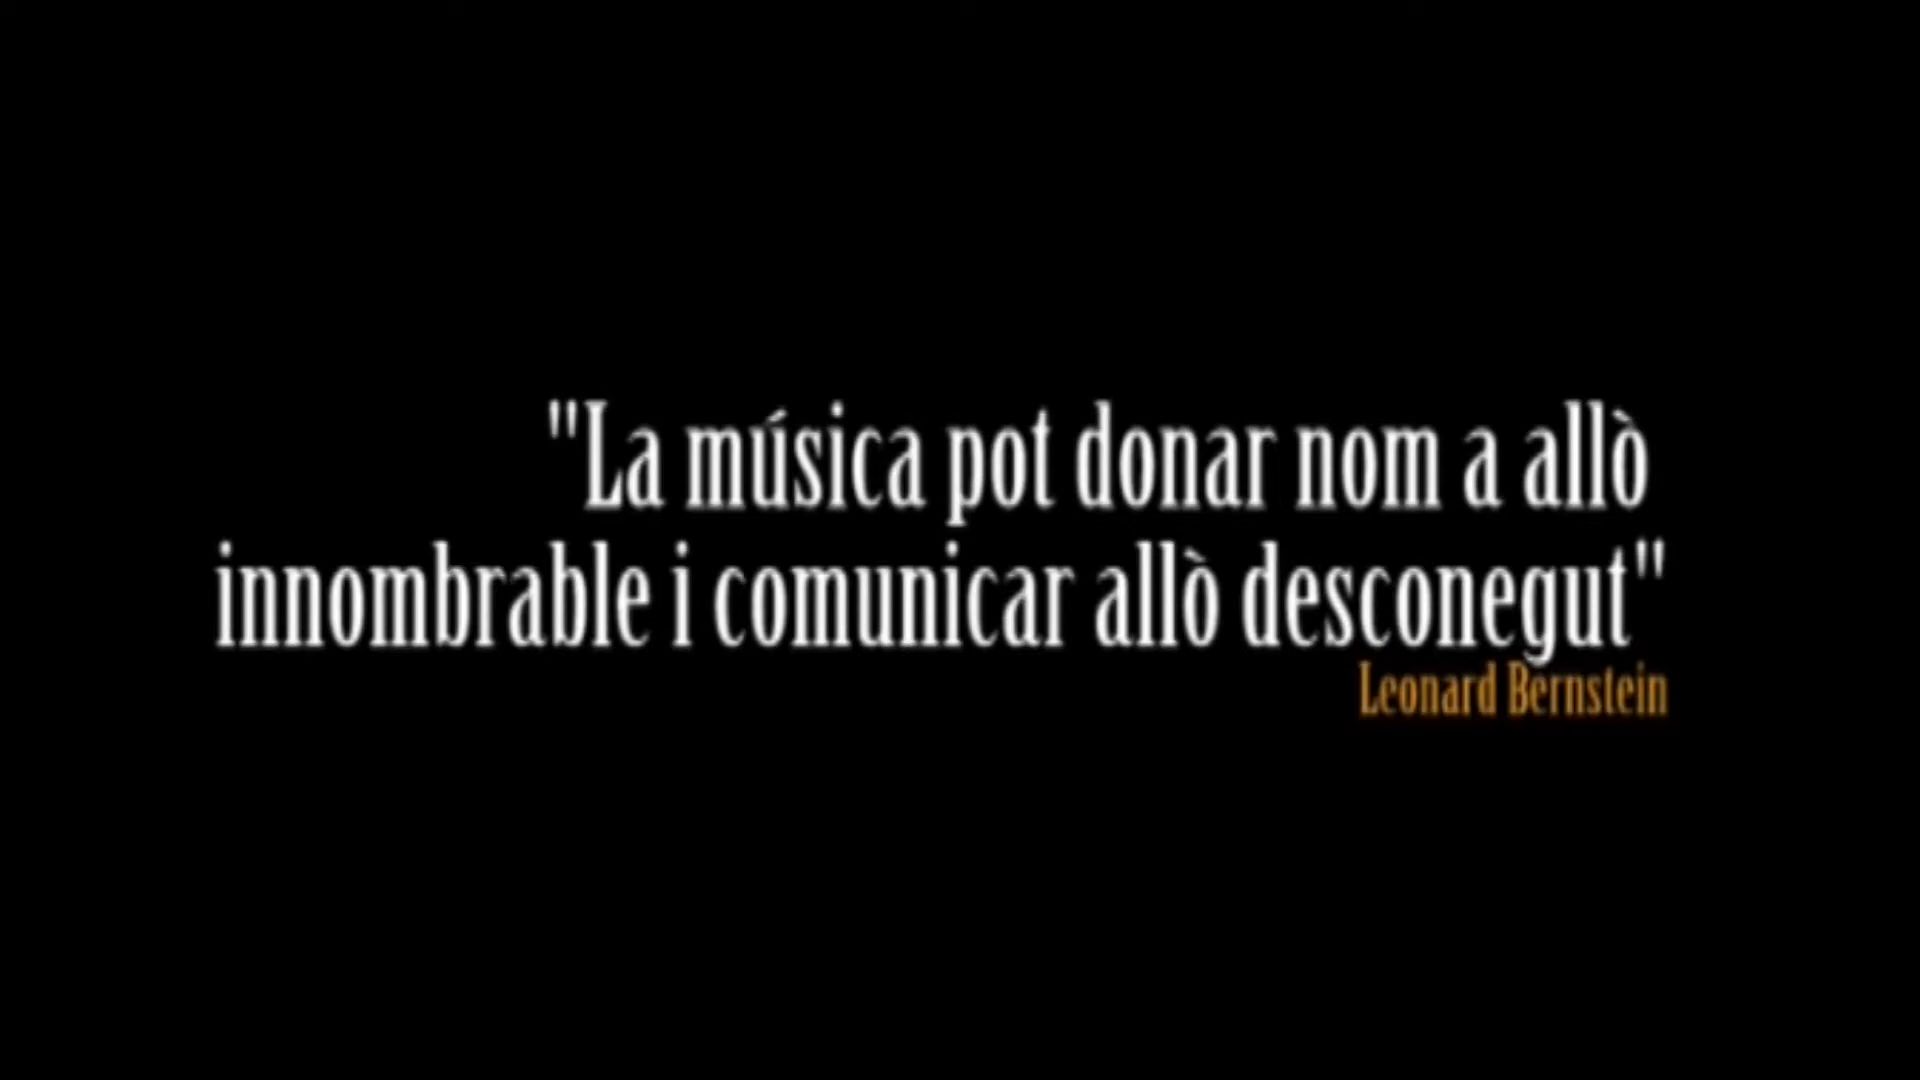 "La música pot donar nom a allò
innombrable i comunicar allò desconegut"
Leonard Bernstein